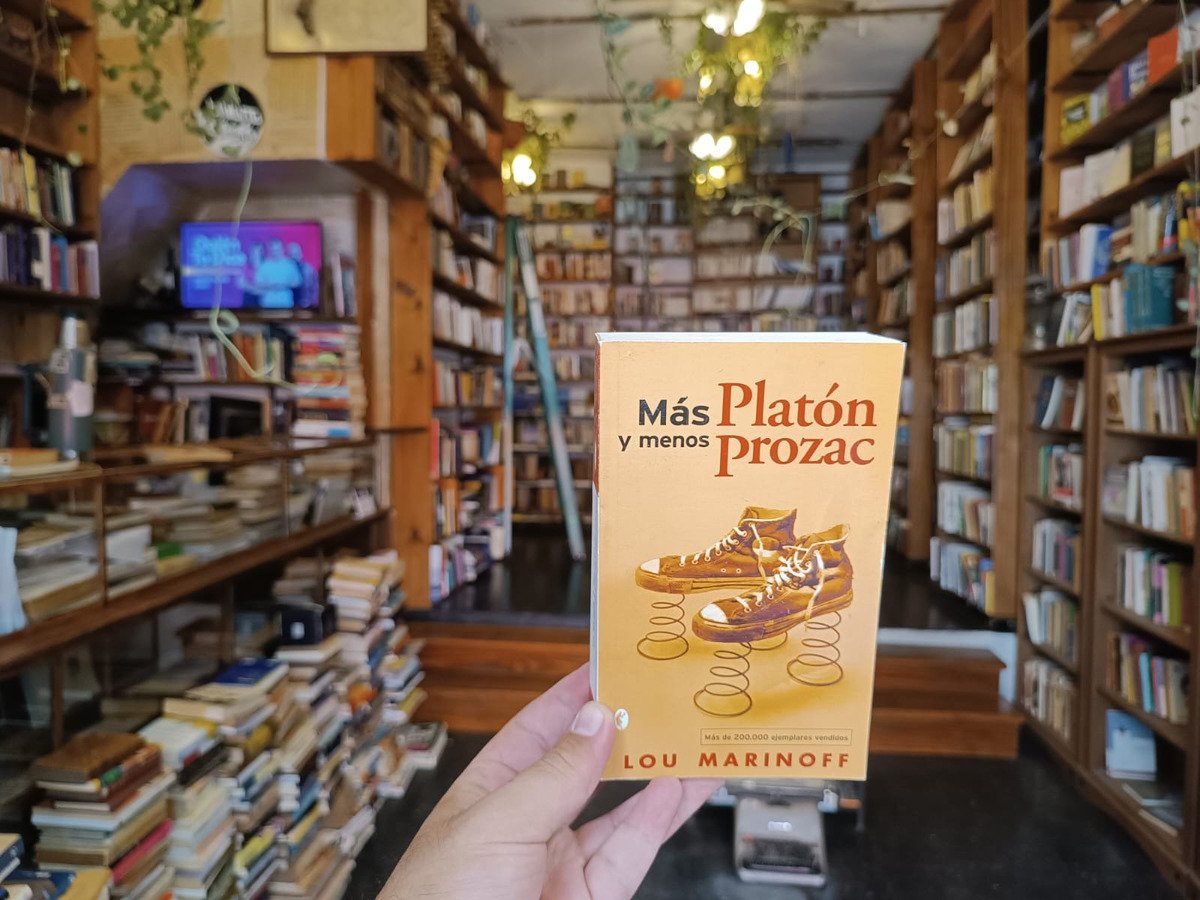 Más Platón
y menos Prozac
Más de 200.000 ejemplares vendidos
LOU MARINOFF